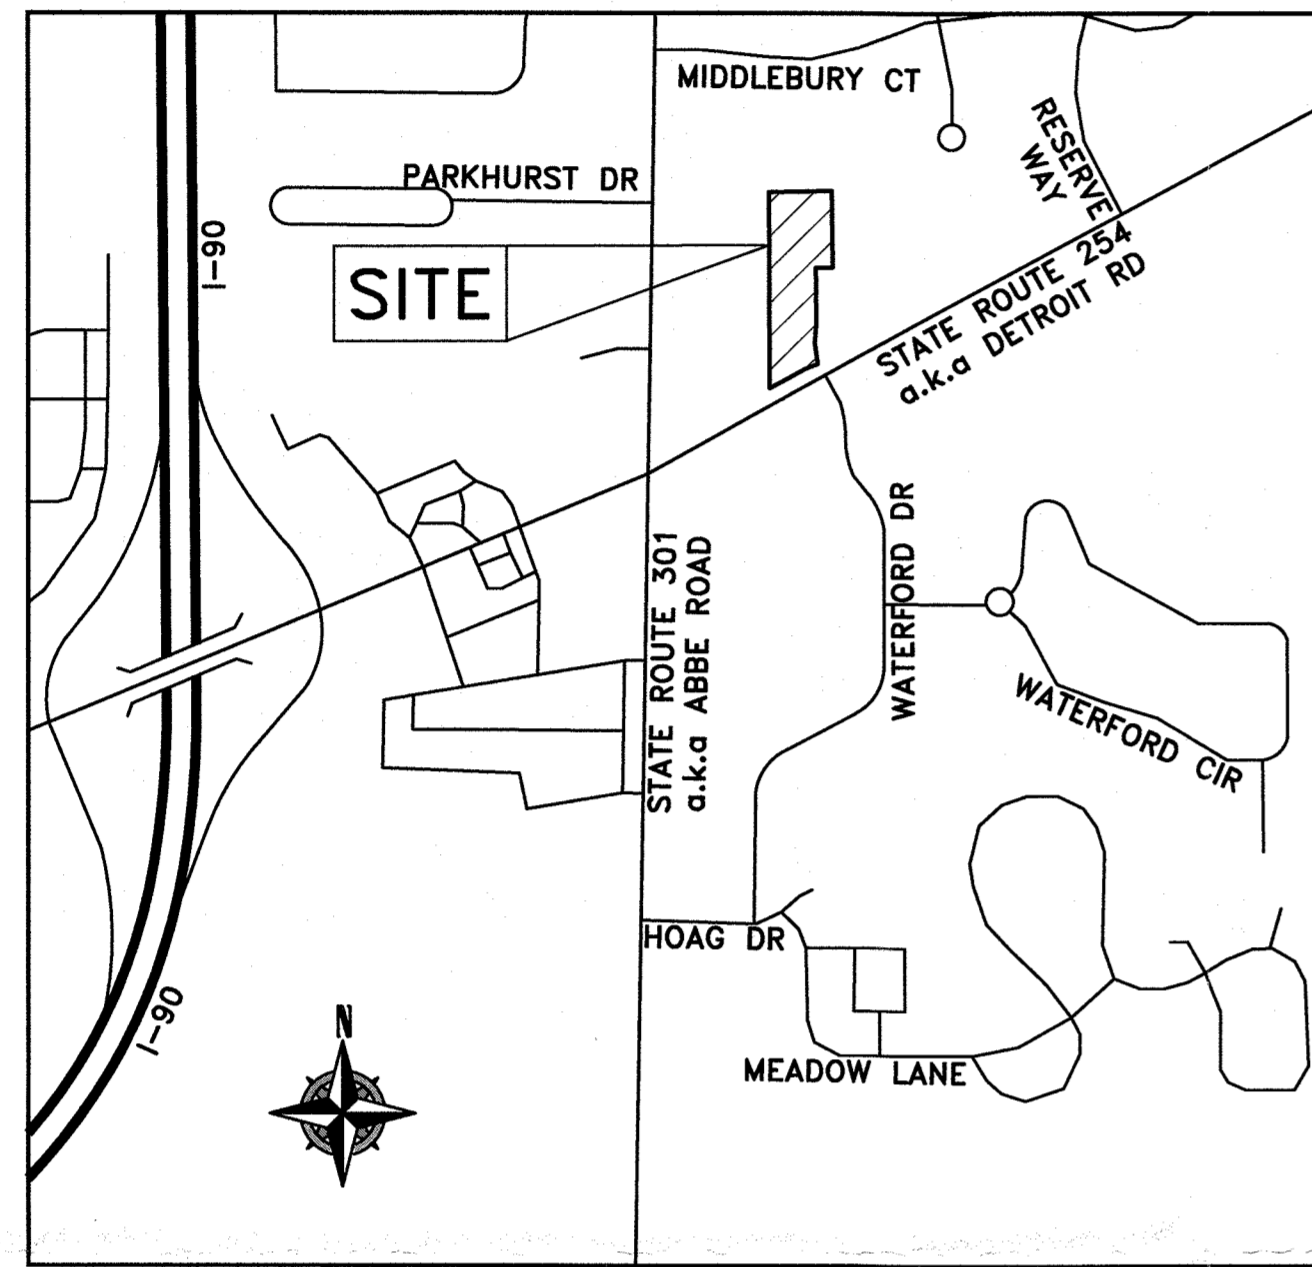 MIDDLEBURY CT
RESERVE
WAY
PARKHURST DR
I-90
SITE
STATE ROUTE 254
a.k.a DETROIT RD
STATE ROUTE 301
a.k.a ABBE ROAD
WATERFORD DR
WATERFORD CIR
HOAG DR
I-90
N
MEADOW LANE